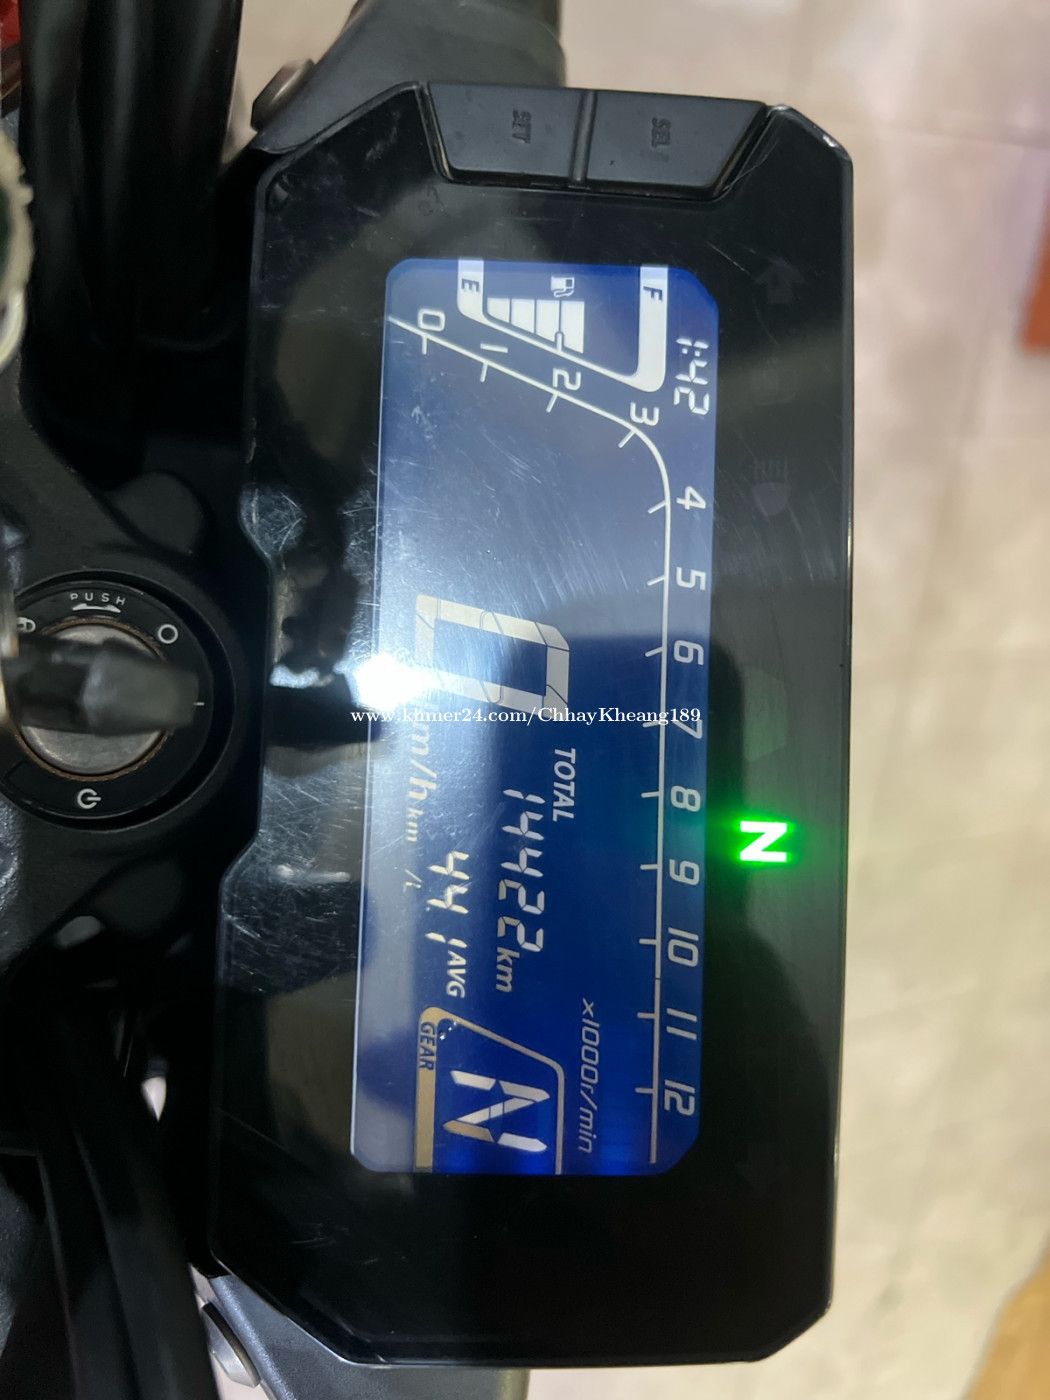 SET
SEL
E
F
1:42
0 1 2 3 4 5 6 7 8 9 10 11 12
x1000r/min
0
TOTAL
14422 km
m/h km/L
44.1 AVG
GEAR
N
N
PUSH
www.khmer24.com/ChhayKheang189